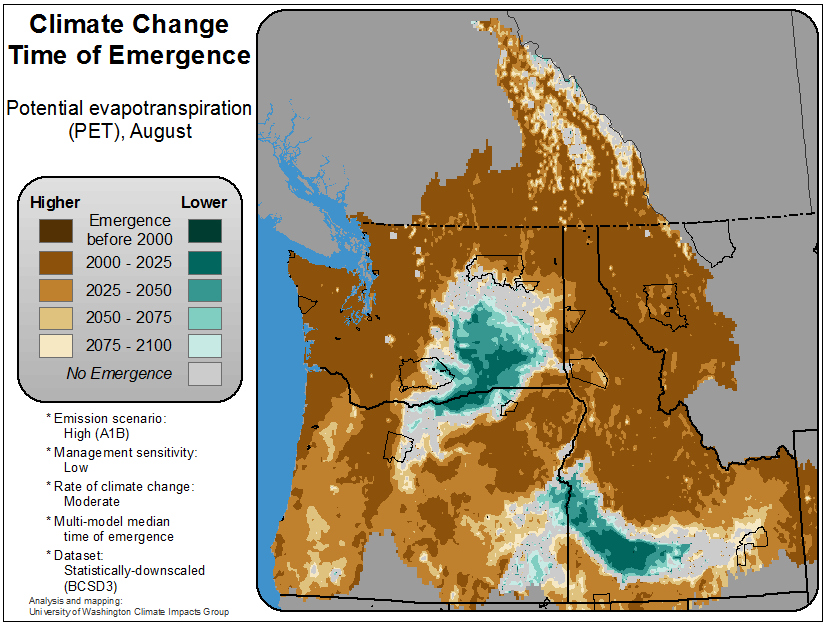 Climate Change
Time of Emergence
Potential evapotranspiration
(PET), August
Higher
Lower
Emergence
before 2000
2000 - 2025
2025 - 2050
2050 - 2075
2075 - 2100
No Emergence
* Emission scenario:
High (A1B)
* Management sensitivity:
Low
* Rate of climate change:
Moderate
* Multi-model median
time of emergence
* Dataset:
Statistically-downscaled
(BCSD3)
Analysis and mapping:
University of Washington Climate Impacts Group